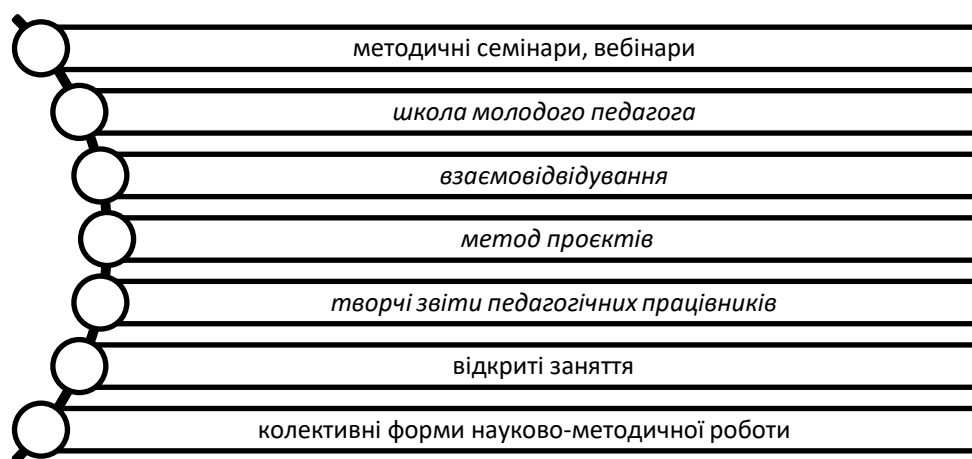 методичні семінари, вебінари
школа молодого педагога
взаємовідвідування
метод проєктів
творчі звіти педагогічних працівників
відкриті заняття
колективні форми науково-методичної роботи